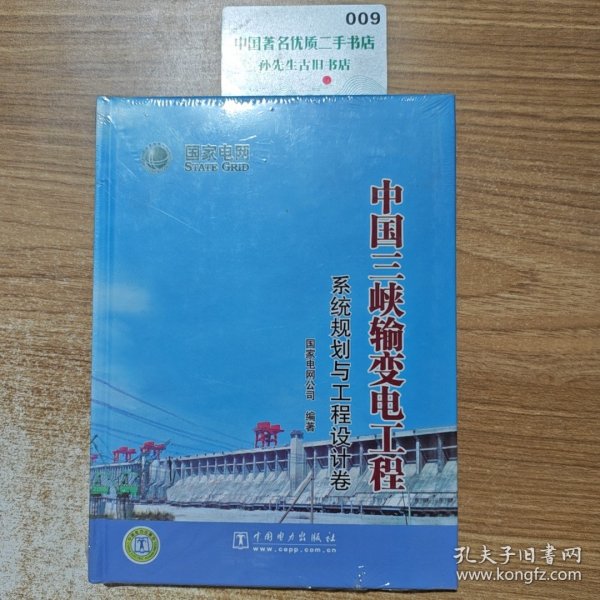 009
中国著名优质二手书店
孙先生古旧书店
国家电网
STATE GRID
中国三峡输变电工程
系统规划与工程设计卷
国家电网公司 编著
中国电力出版社
www.cepp.com.cn
孔夫子旧书网
www.kongfz.com